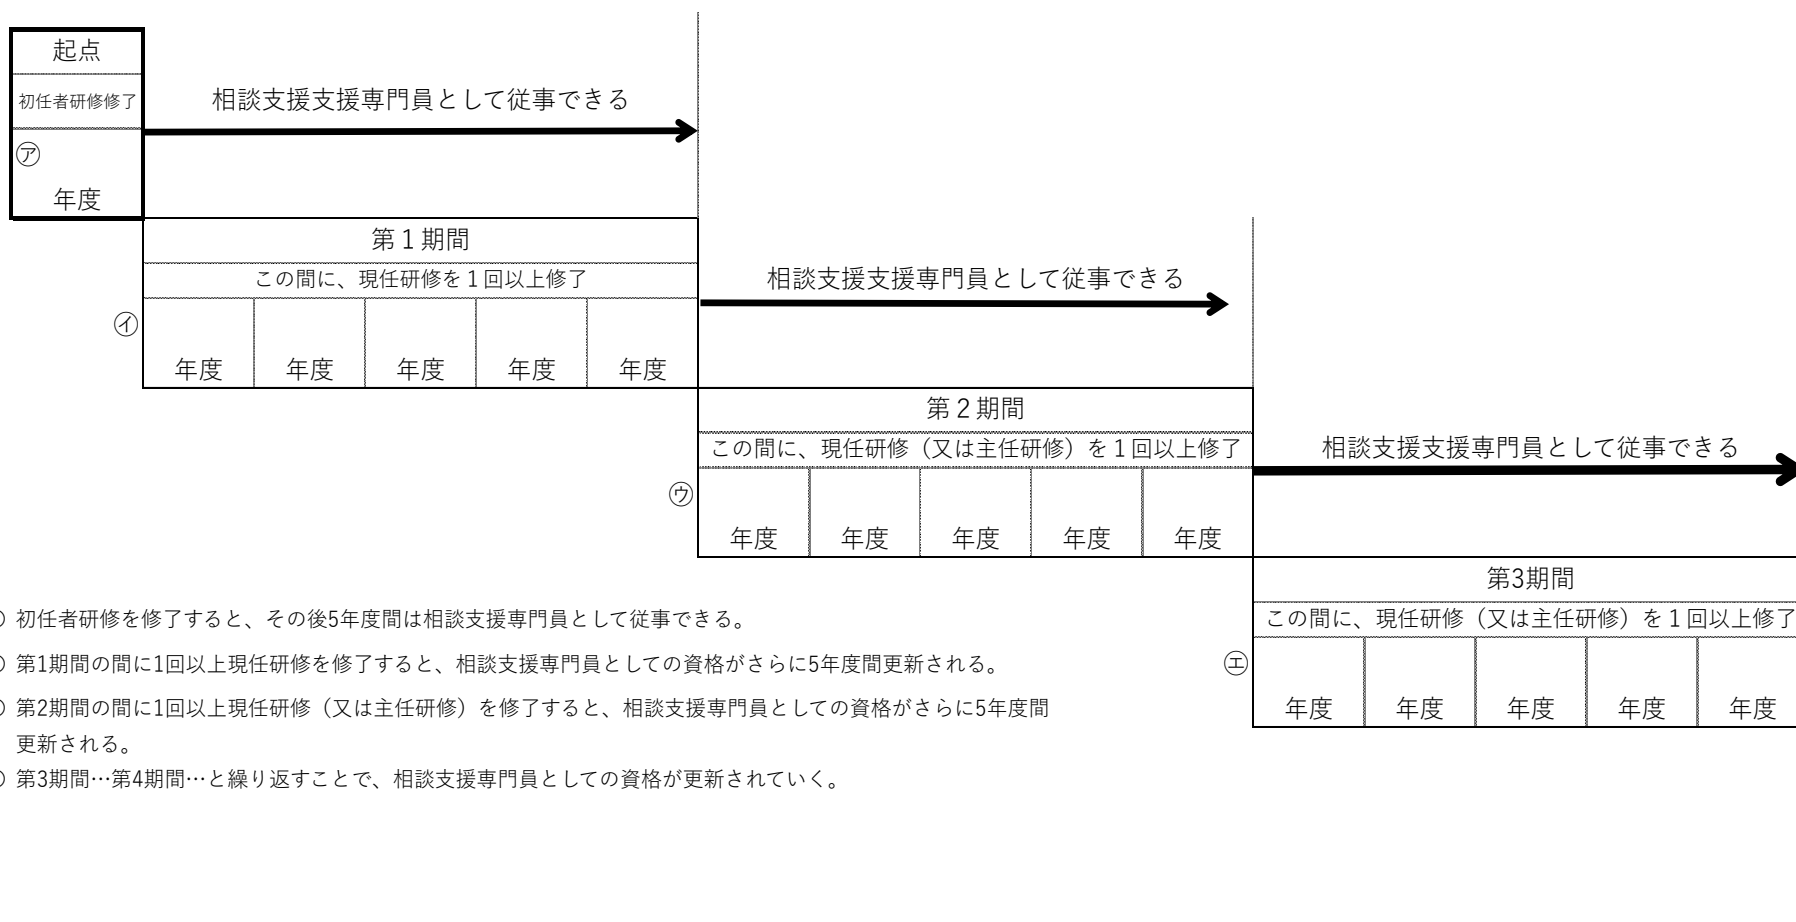 起点
初任者研修修了
㋐
年度
相談支援支援専門員として従事できる
第１期間
この間に、現任研修を１回以上修了
㋑
年度 年度 年度 年度 年度
相談支援支援専門員として従事できる
第２期間
この間に、現任研修（又は主任研修）を１回以上修了
㋒
年度 年度 年度 年度 年度
相談支援支援専門員として従事できる
第3期間
この間に、現任研修（又は主任研修）を１回以上修了
㋓
年度 年度 年度 年度 年度
初任者研修を修了すると、その後5年度間は相談支援専門員として従事できる。
第1期間の間に1回以上現任研修を修了すると、相談支援専門員としての資格がさらに5年度間更新される。
第2期間の間に1回以上現任研修（又は主任研修）を修了すると、相談支援専門員としての資格がさらに5年度間
更新される。
第3期間…第4期間…と繰り返すことで、相談支援専門員としての資格が更新されていく。